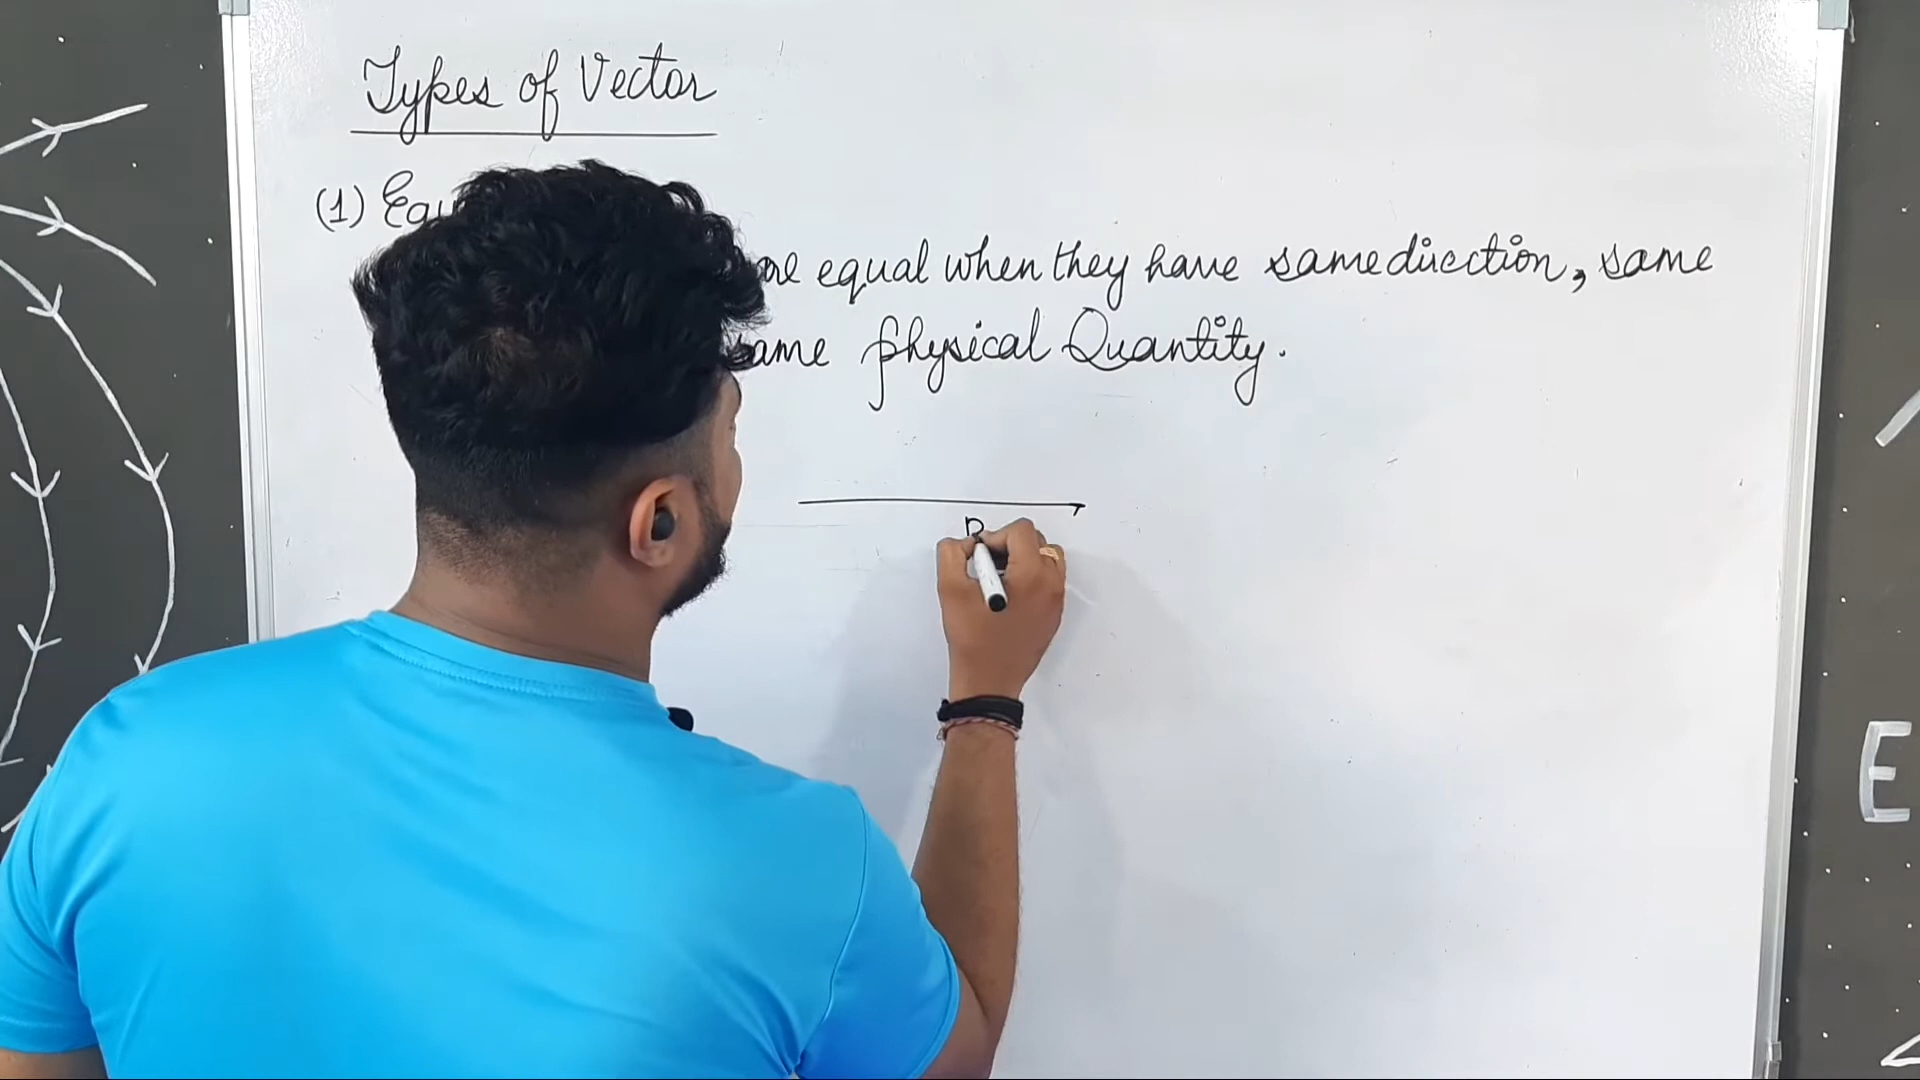 Types of Vector
(1) Equ
are equal when they have same direction, same
same physical Quantity.
E